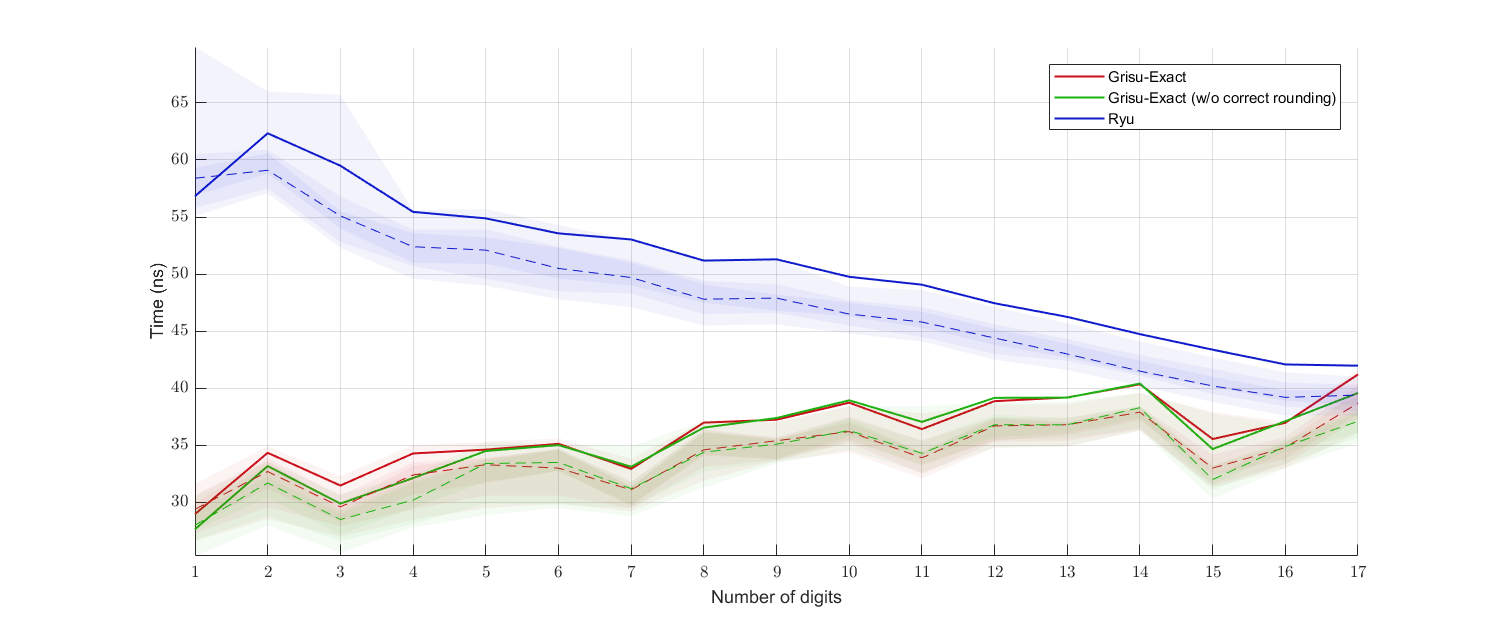 Grisu-Exact
Grisu-Exact (w/o correct rounding)
Ryu
Time (ns)
65
60
55
50
45
40
35
30
1 2 3 4 5 6 7 8 9 10 11 12 13 14 15 16 17
Number of digits